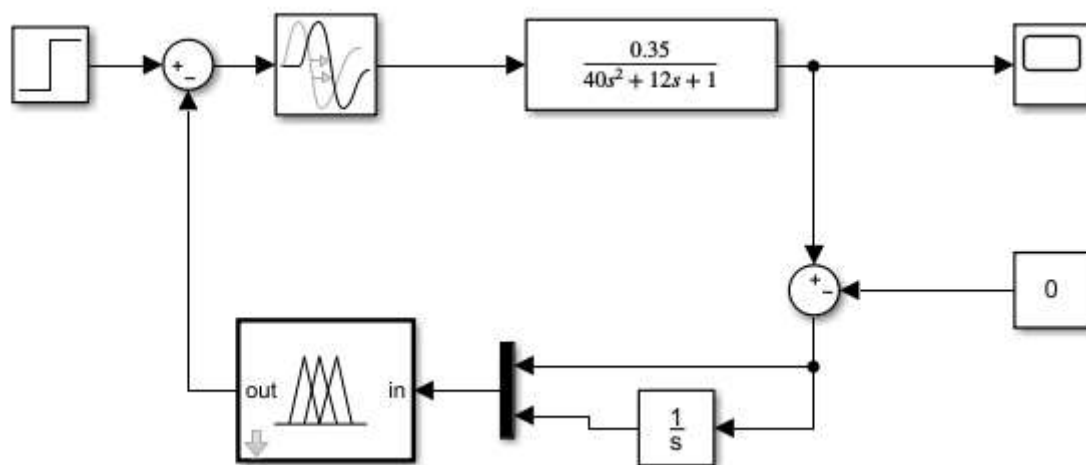 +
−
0.35
40s² + 12s + 1
+
−
0
out
in
1
s